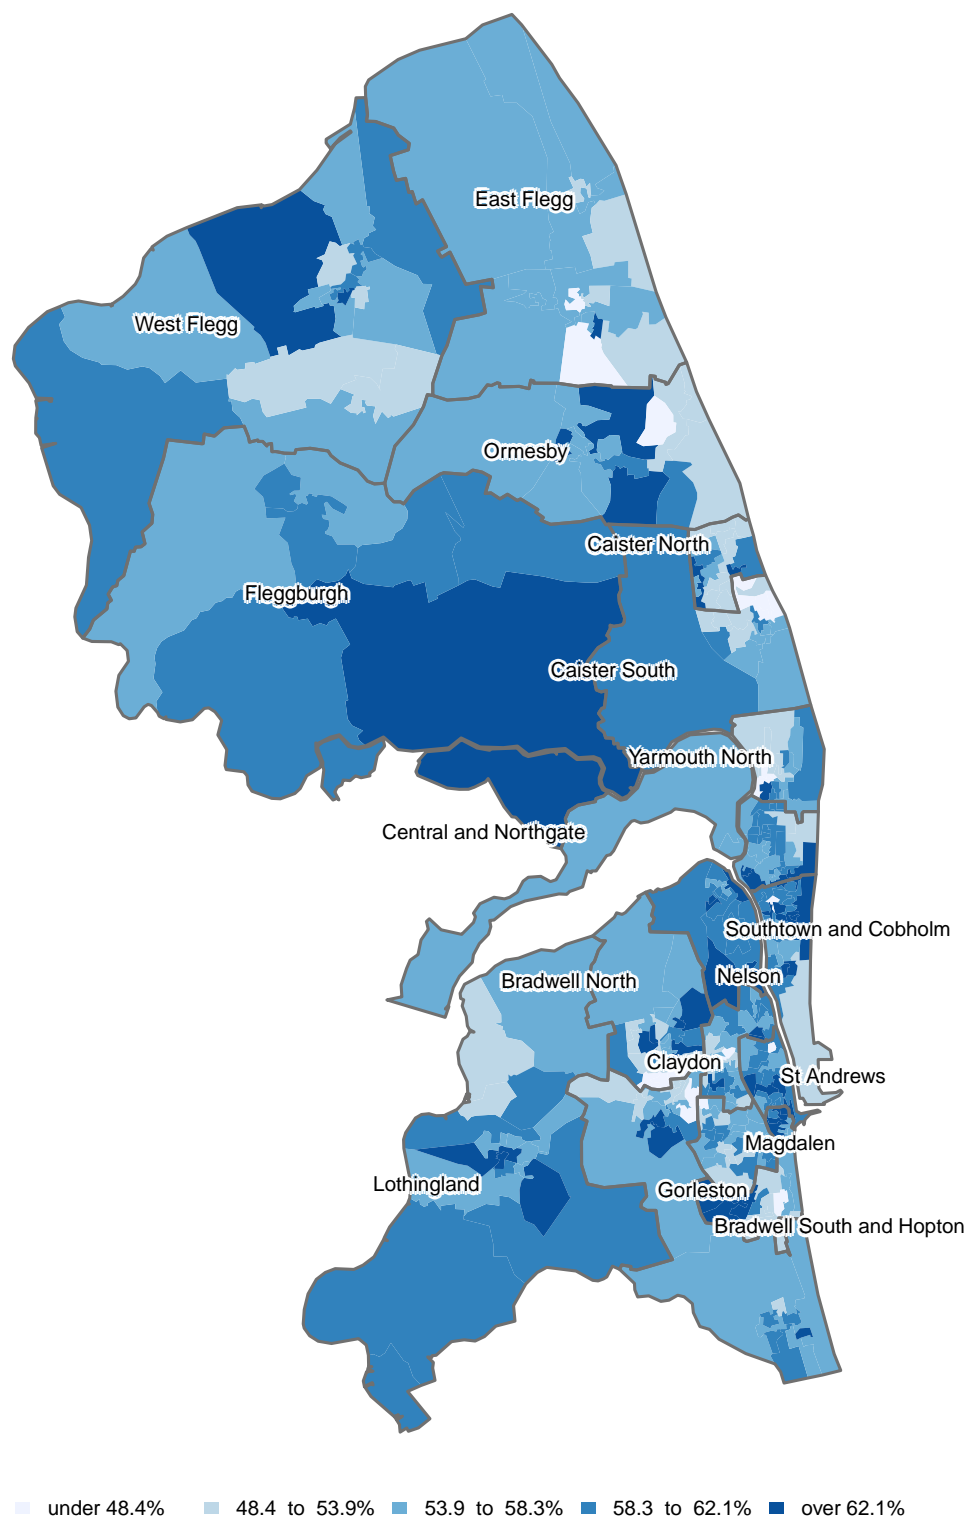 East Flegg
West Flegg
Ormesby
Caister North
Fleggburgh
Caister South
Yarmouth North
Central and Northgate
Southtown and Cobholm
Nelson
Bradwell North
Claydon
St Andrews
Magdalen
Lothingland
Gorleston
Bradwell South and Hopton
under 48.4% 48.4 to 53.9% 53.9 to 58.3% 58.3 to 62.1% over 62.1%